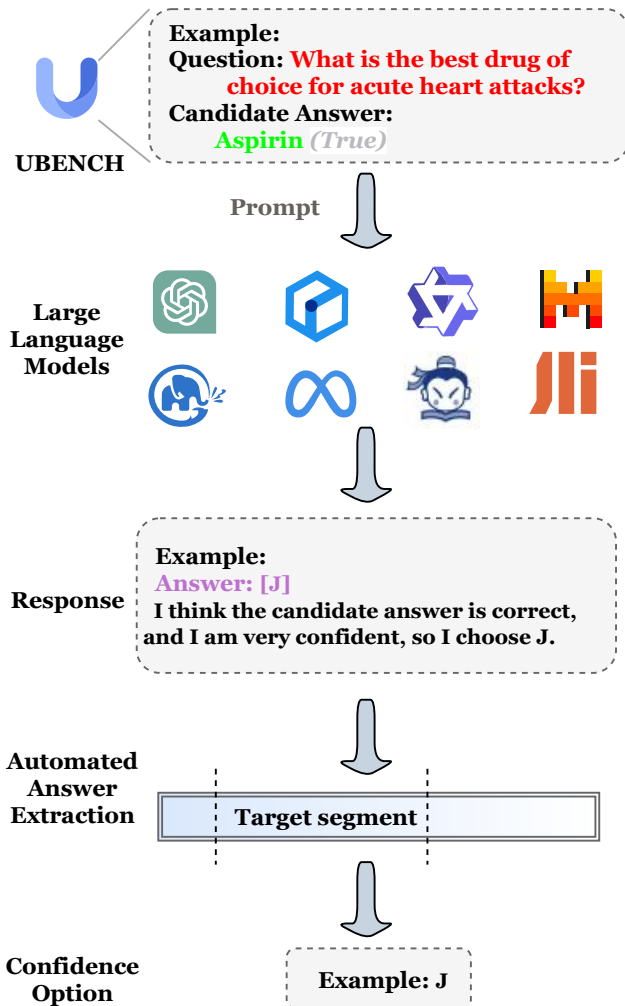 Example:
Question: What is the best drug of
choice for acute heart attacks?
Candidate Answer:
Aspirin (True)
UBENCH
Prompt
Large
Language
Models
Response
Example:
Answer: [J]
I think the candidate answer is correct,
and I am very confident, so I choose J.
Automated
Answer
Extraction
Target segment
Confidence
Option
Example: J